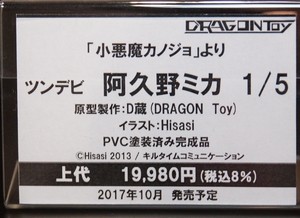 DRAGON Toy
「小悪魔カノジョ」より
ツンデビ 阿久野ミカ 1/5
原型製作:D蔵(DRAGON Toy)
イラスト:Hisasi
PVC塗装済み完成品
©Hisasi 2013 / キルタイムコミュニケーション
上代 19,980円(税込8%)
2017年10月 発売予定